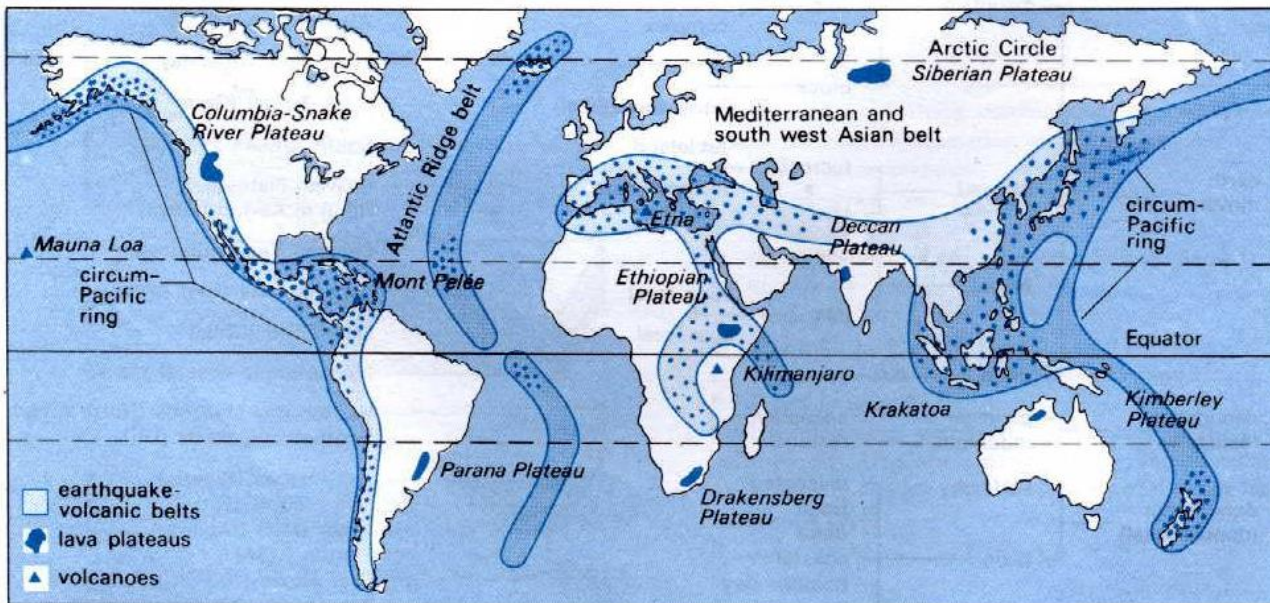 Arctic Circle
Siberian Plateau
Columbia-Snake
River Plateau
Atlantic Ridge belt
Mediterranean and
south west Asian belt
circum-
Pacific
ring
Mauna Loa
circum-
Pacific
ring
Mont Pelée
Etna
Deccan
Plateau
Ethiopian
Plateau
Equator
Kilimanjaro
Krakatoa
Kimberley
Plateau
Parana Plateau
Drakensberg
Plateau
earthquake-
volcanic belts
lava plateaus
volcanoes